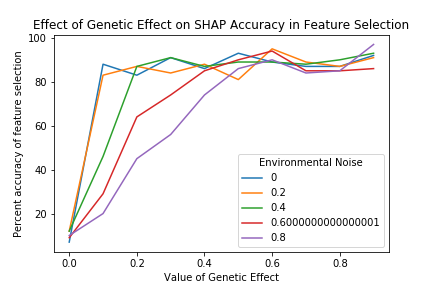 Effect of Genetic Effect on SHAP Accuracy in Feature Selection
100
80
60
40
20
Percent accuracy of feature selection
Environmental Noise
0
0.2
0.4
0.6000000000000001
0.8
0.0 0.2 0.4 0.6 0.8
Value of Genetic Effect